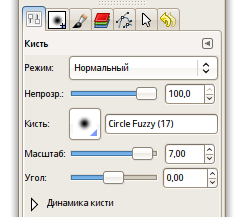 Кисть
Режим: Нормальный
Непрозр.: 100,0
Кисть: Circle Fuzzy (17)
Масштаб: 7,00
Угол: 0,00
Динамика кисти